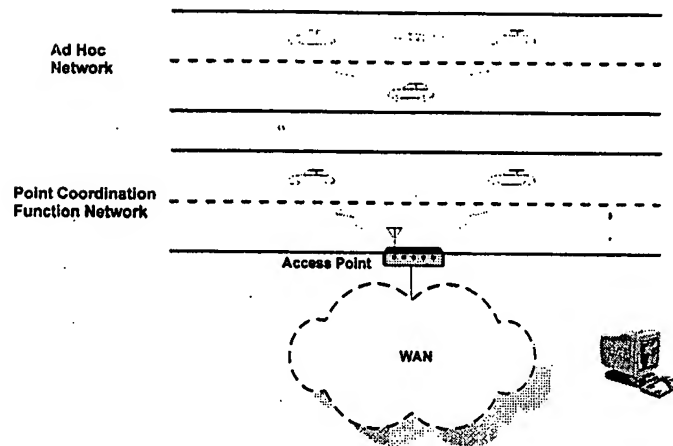 Ad Hoc
Network
Point Coordination
Function Network
Access Point
WAN